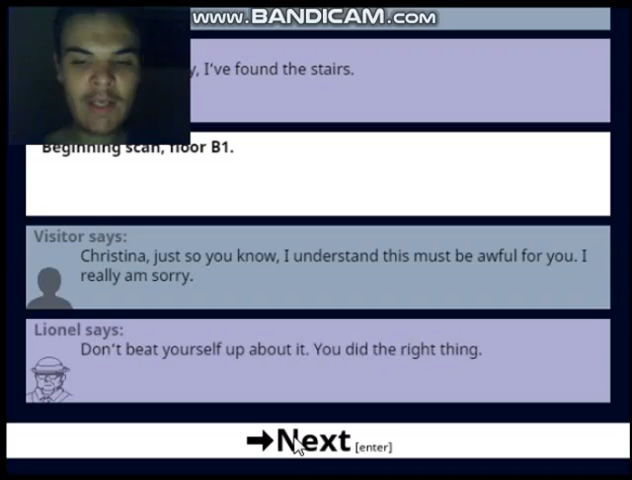 www.BANDICAM.com
I've found the stairs.
Beginning scan, floor B1.
Visitor says:
Christina, just so you know, I understand this must be awful for you. I
really am sorry.
Lionel says:
Don't beat yourself up about it. You did the right thing.
➔Next [enter]